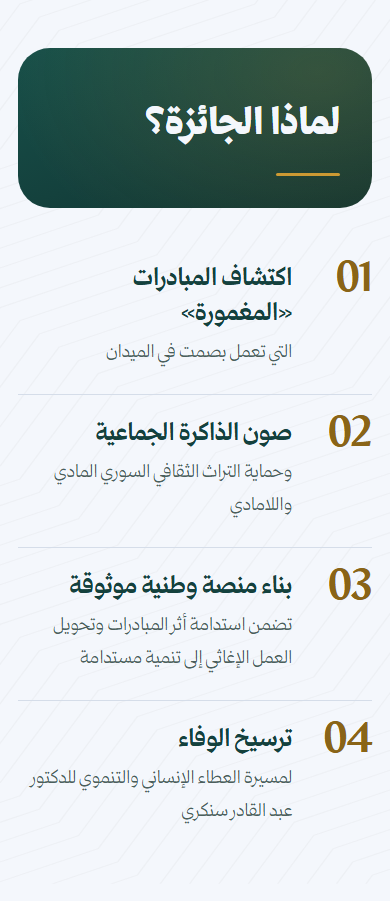 لماذا الجائزة؟
01
اكتشاف المبادرات
«المغمورة»
التي تعمل بصمت في الميدان
02
صون الذاكرة الجماعية
وحماية التراث الثقافي السوري المادي
واللامادي
03
بناء منصة وطنية موثوقة
تضمن استدامة أثر المبادرات وتحويل
العمل الإغاثي إلى تنمية مستدامة
04
ترسيخ الوفاء
لمسيرة العطاء الإنساني والتنموي للدكتور
عبد القادر سنكري